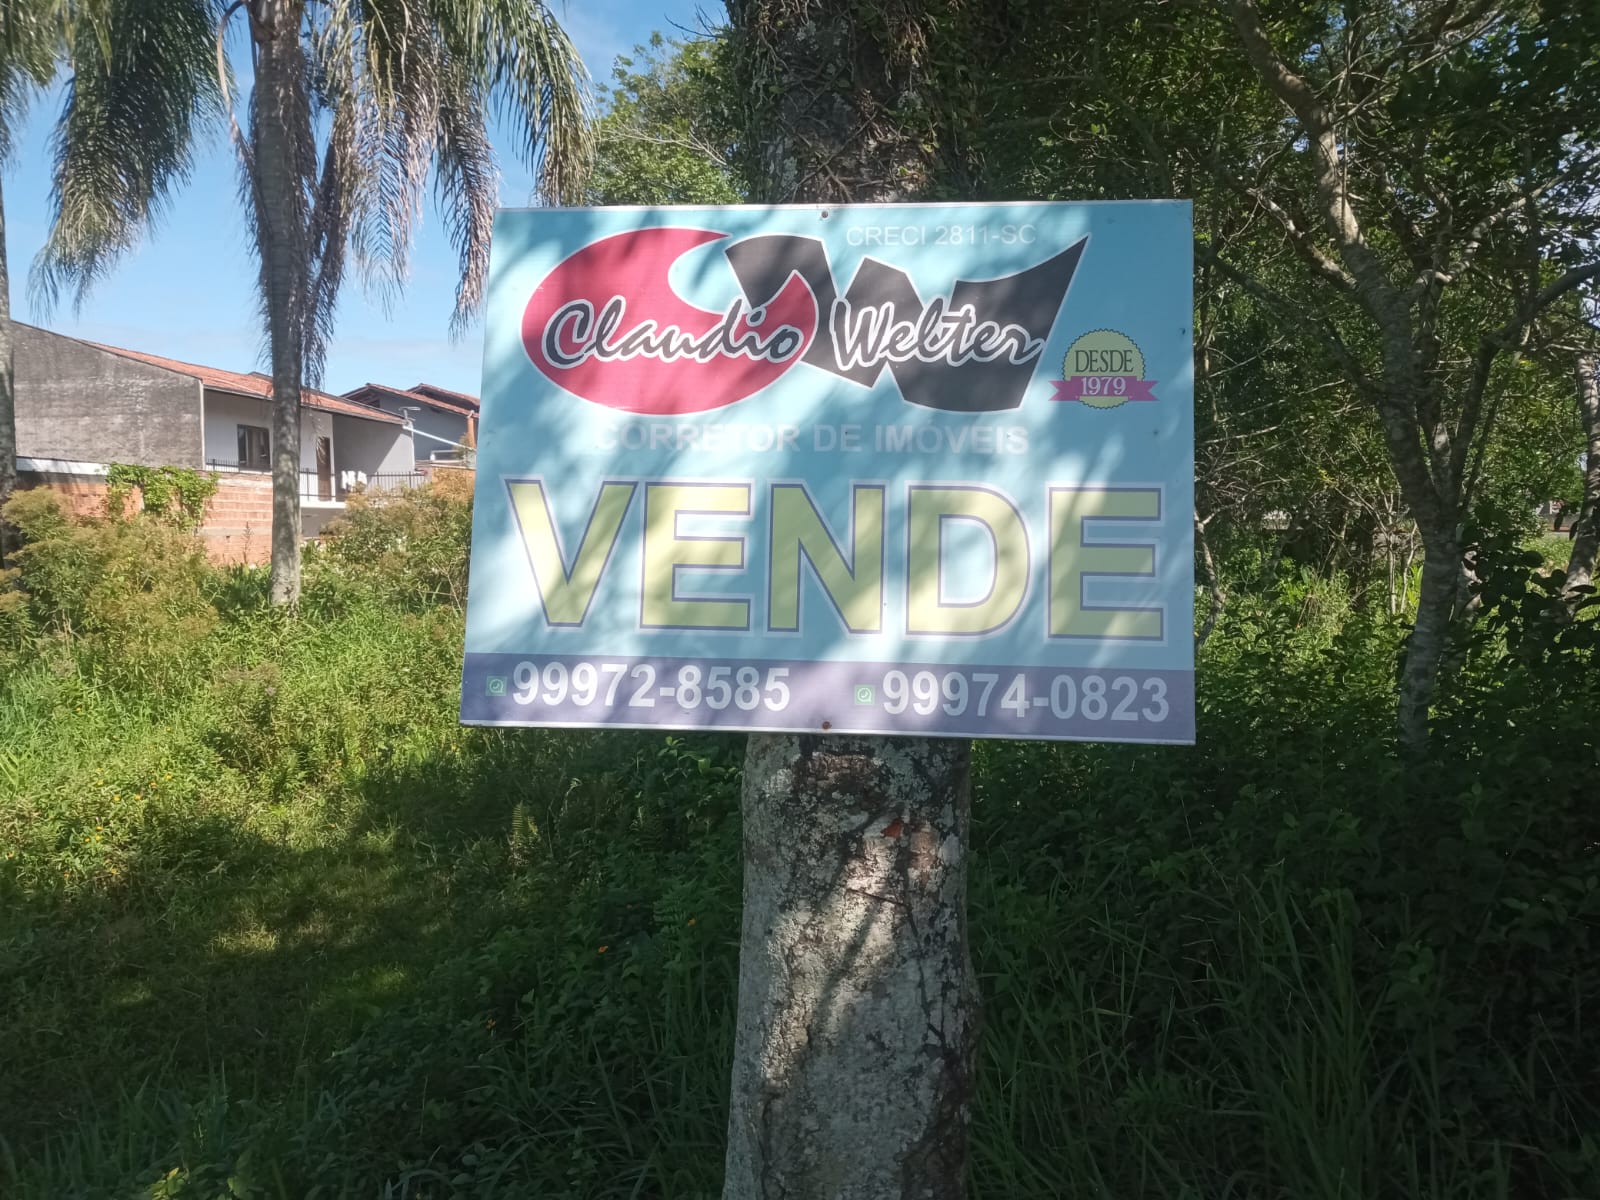 CRECI 2811-SC
Claudio Welter
DESDE
1979
CORRETOR DE IMÓVEIS
VENDE
99972-8585 99974-0823